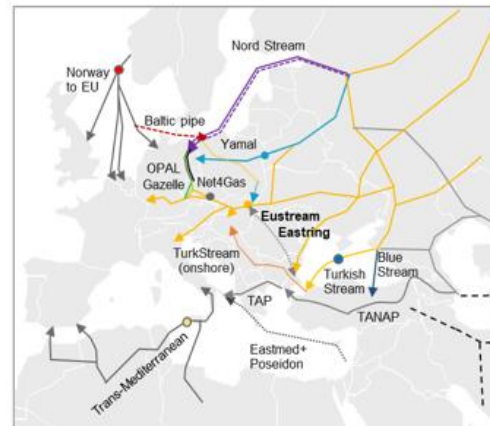 Nord Stream
Norway
to EU
Baltic pipe
Yamal
OPAL
Gazelle
Net4Gas
Eustream
Eastring
TurkStream
(onshore)
Turkish
Stream
Blue
Stream
TAP
TANAP
Trans-Mediterranean
Eastmed+
Poseidon